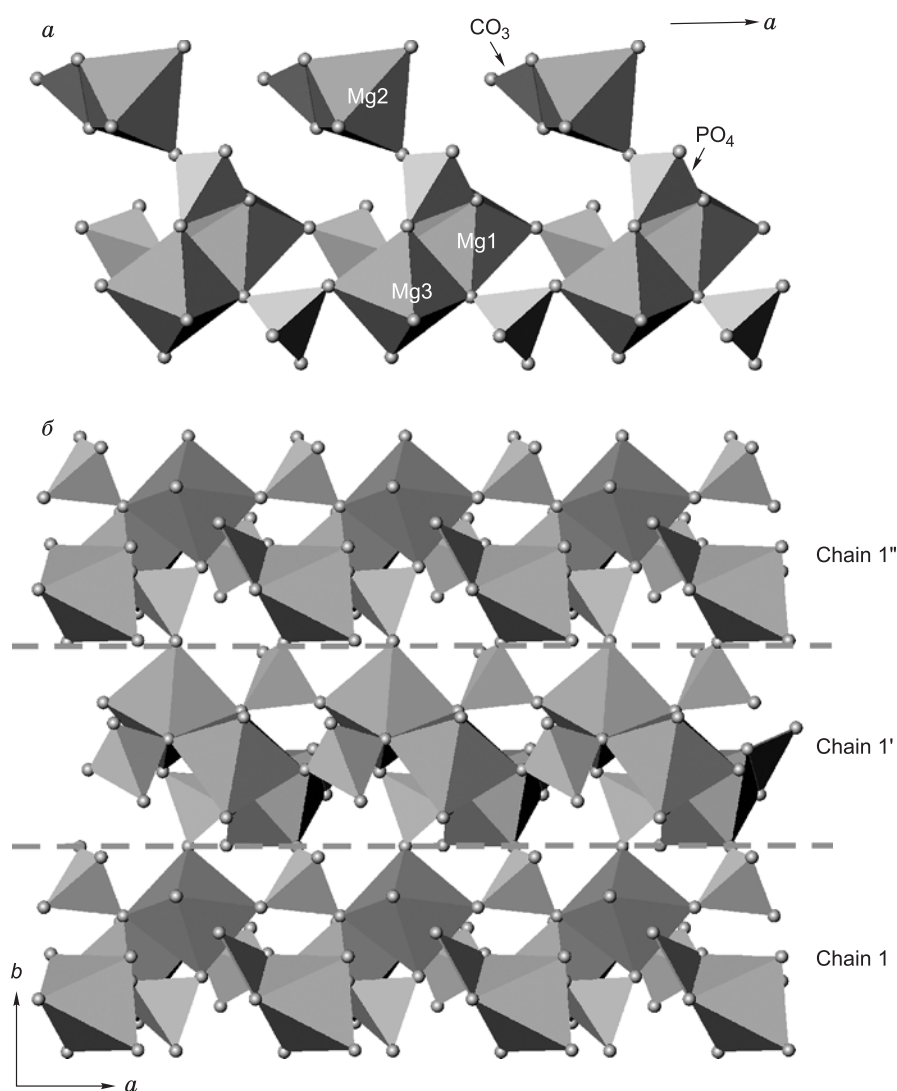 а
CO₃
a
Mg2
PO₄
Mg1
Mg3
б
Chain 1"
Chain 1'
Chain 1
b
a